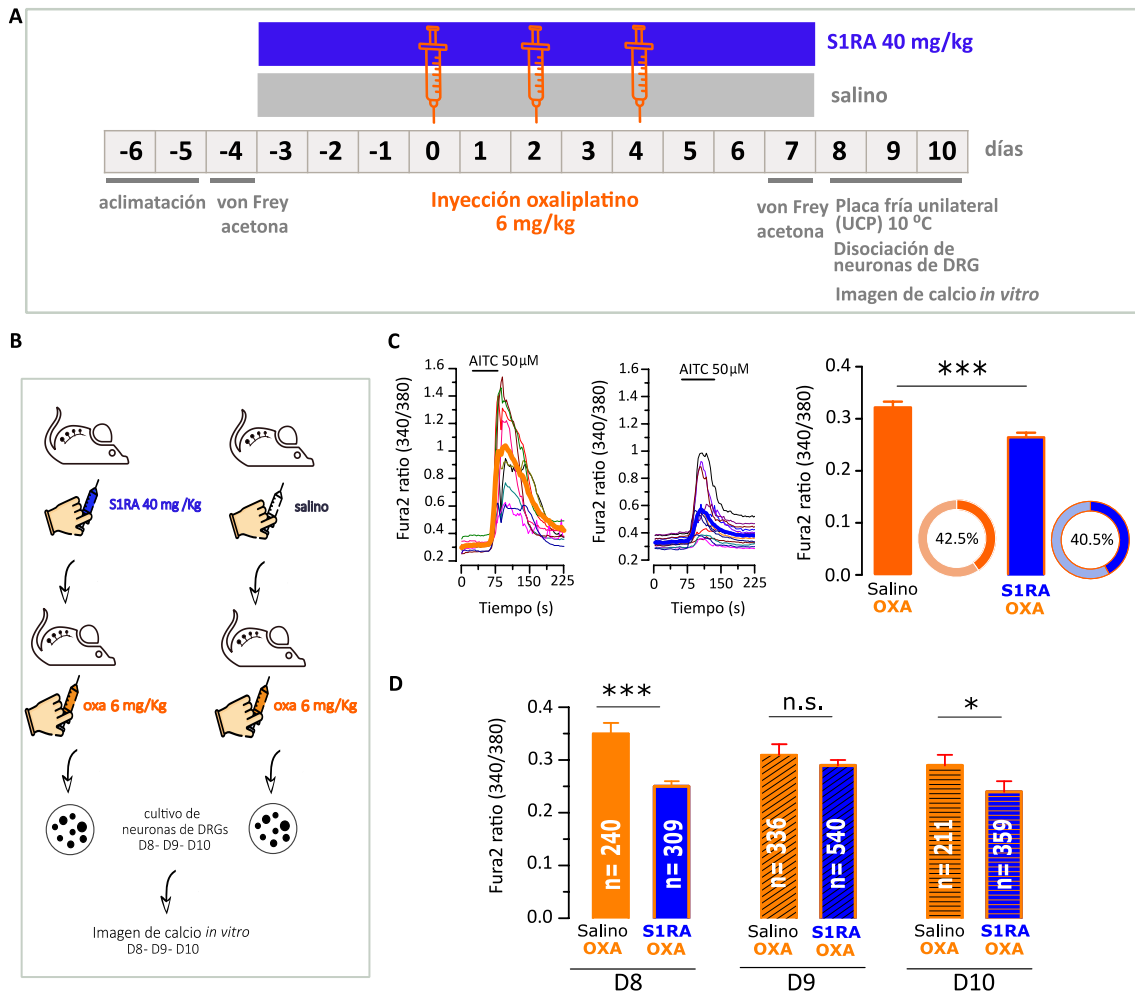 A
S1RA 40 mg/kg
salino
-6 -5 -4 -3 -2 -1 0 1 2 3 4 5 6 7 8 9 10 días
aclimatación
von Frey
acetona
Inyección oxaliplatino
6 mg/kg
von Frey
acetona
Placa fría unilateral
(UCP) 10 ºC
Disociación de
neuronas de DRG
Imagen de calcio in vitro
B
S1RA 40 mg /Kg
salino
oxa 6 mg/Kg
oxa 6 mg/Kg
cultivo de
neuronas de DRGs
D8- D9- D10
Imagen de calcio in vitro
D8- D9- D10
C
AITC 50 µM
Fura2 ratio (340/380)
1.6
1.4
1.2
1
0.8
0.6
0.4
0.2
0 75 150 225
Tiempo (s)
AITC 50 µM
Fura2 ratio (340/380)
1.6
1.4
1.2
1
0.8
0.6
0.4
0.2
0 75 150 225
Tiempo (s)
Fura2 ratio (340/380)
0.4
0.3
0.2
0.1
0.0
***
42.5%
40.5%
Salino
OXA
S1RA
OXA
D
Fura2 ratio (340/380)
0.4
0.3
0.2
0.1
0.0
***
n.s.
*
n= 240
n= 309
n= 336
n= 540
n= 211
n= 359
Salino S1RA Salino S1RA Salino S1RA
OXA OXA OXA OXA OXA OXA
D8 D9 D10